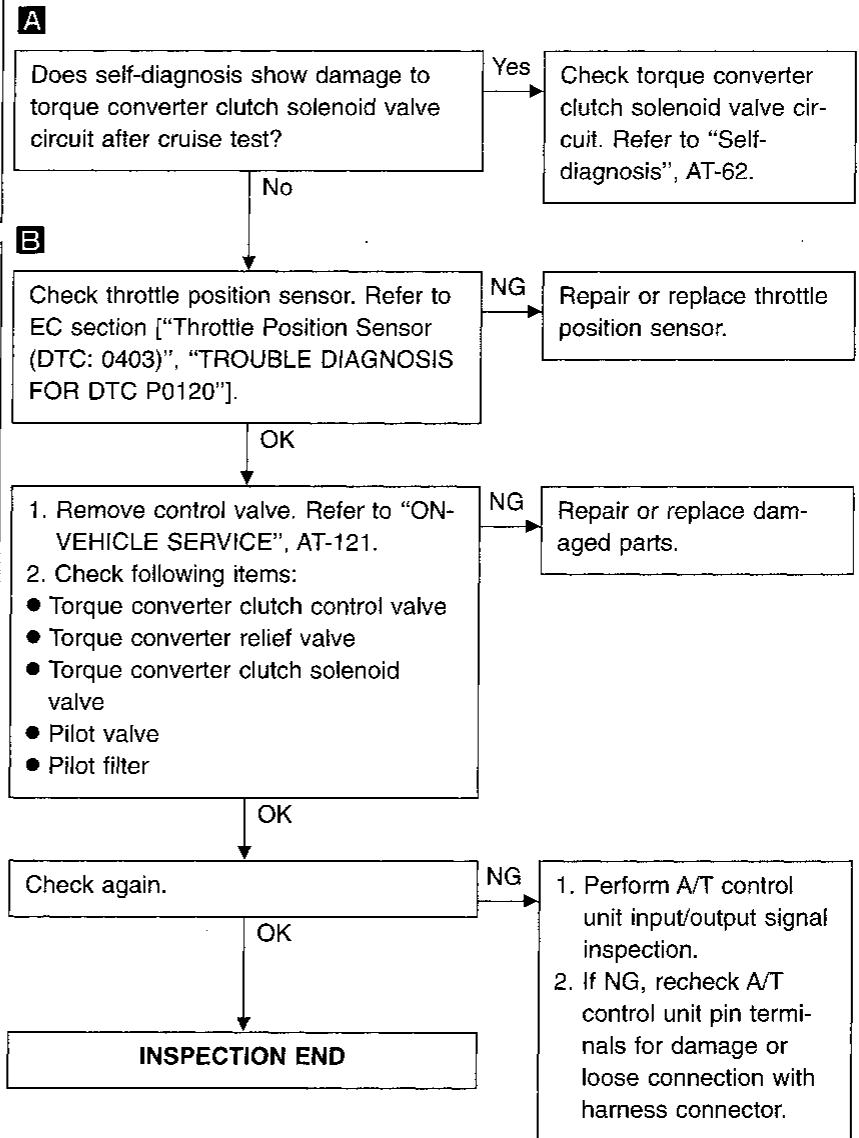 A
Does self-diagnosis show damage to
torque converter clutch solenoid valve
circuit after cruise test?
Yes
Check torque converter
clutch solenoid valve cir-
cuit. Refer to “Self-
diagnosis”, AT-62.
No
B
Check throttle position sensor. Refer to
EC section [“Throttle Position Sensor
(DTC: 0403)”, “TROUBLE DIAGNOSIS
FOR DTC P0120”].
NG
Repair or replace throttle
position sensor.
OK
1. Remove control valve. Refer to “ON-
VEHICLE SERVICE”, AT-121.
2. Check following items:
● Torque converter clutch control valve
● Torque converter relief valve
● Torque converter clutch solenoid
valve
● Pilot valve
● Pilot filter
NG
Repair or replace dam-
aged parts.
OK
Check again.
NG
1. Perform A/T control
unit input/output signal
inspection.
2. If NG, recheck A/T
control unit pin termi-
nals for damage or
loose connection with
harness connector.
OK
INSPECTION END